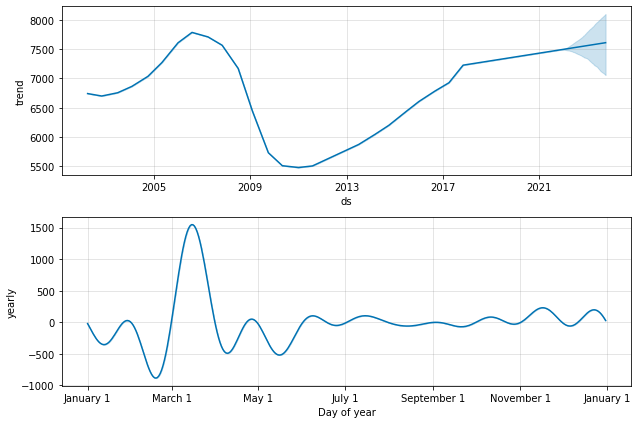 8000
7500
7000
6500
6000
5500
trend
2005 2009 2013 2017 2021
ds
1500
1000
500
0
−500
−1000
yearly
January 1 March 1 May 1 July 1 September 1 November 1 January 1
Day of year